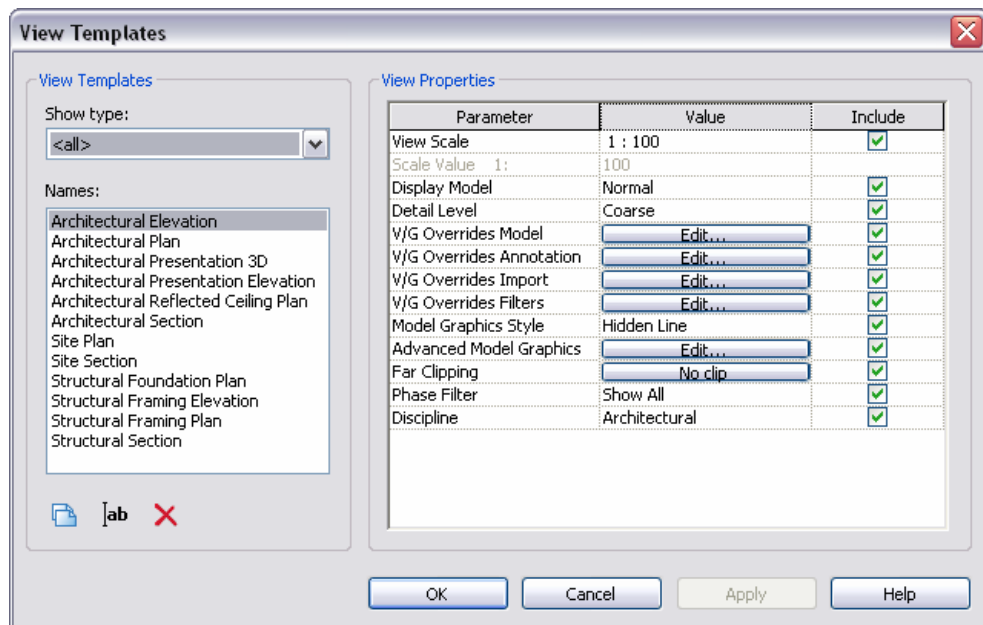 View Templates
View Templates
Show type:
<all>
Names:
Architectural Elevation
Architectural Plan
Architectural Presentation 3D
Architectural Presentation Elevation
Architectural Reflected Ceiling Plan
Architectural Section
Site Plan
Site Section
Structural Foundation Plan
Structural Framing Elevation
Structural Framing Plan
Structural Section
ab
View Properties
Parameter Value Include
View Scale 1 : 100
Scale Value 1: 100
Display Model Normal
Detail Level Coarse
V/G Overrides Model Edit...
V/G Overrides Annotation Edit...
V/G Overrides Import Edit...
V/G Overrides Filters Edit...
Model Graphics Style Hidden Line
Advanced Model Graphics Edit...
Far Clipping No clip
Phase Filter Show All
Discipline Architectural
OK Cancel Apply Help